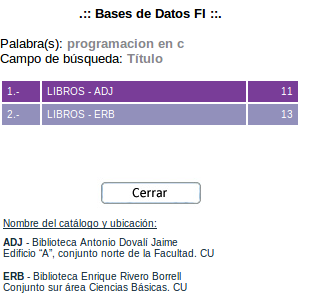 .:: Bases de Datos FI ::.
Palabra(s): programacion en c
Campo de búsqueda: Título
1.- LIBROS - ADJ 11
2.- LIBROS - ERB 13
Cerrar
Nombre del catálogo y ubicación:
ADJ - Biblioteca Antonio Dovalí Jaime
Edificio "A", conjunto norte de la Facultad. CU
ERB - Biblioteca Enrique Rivero Borrell
Conjunto sur área Ciencias Básicas. CU